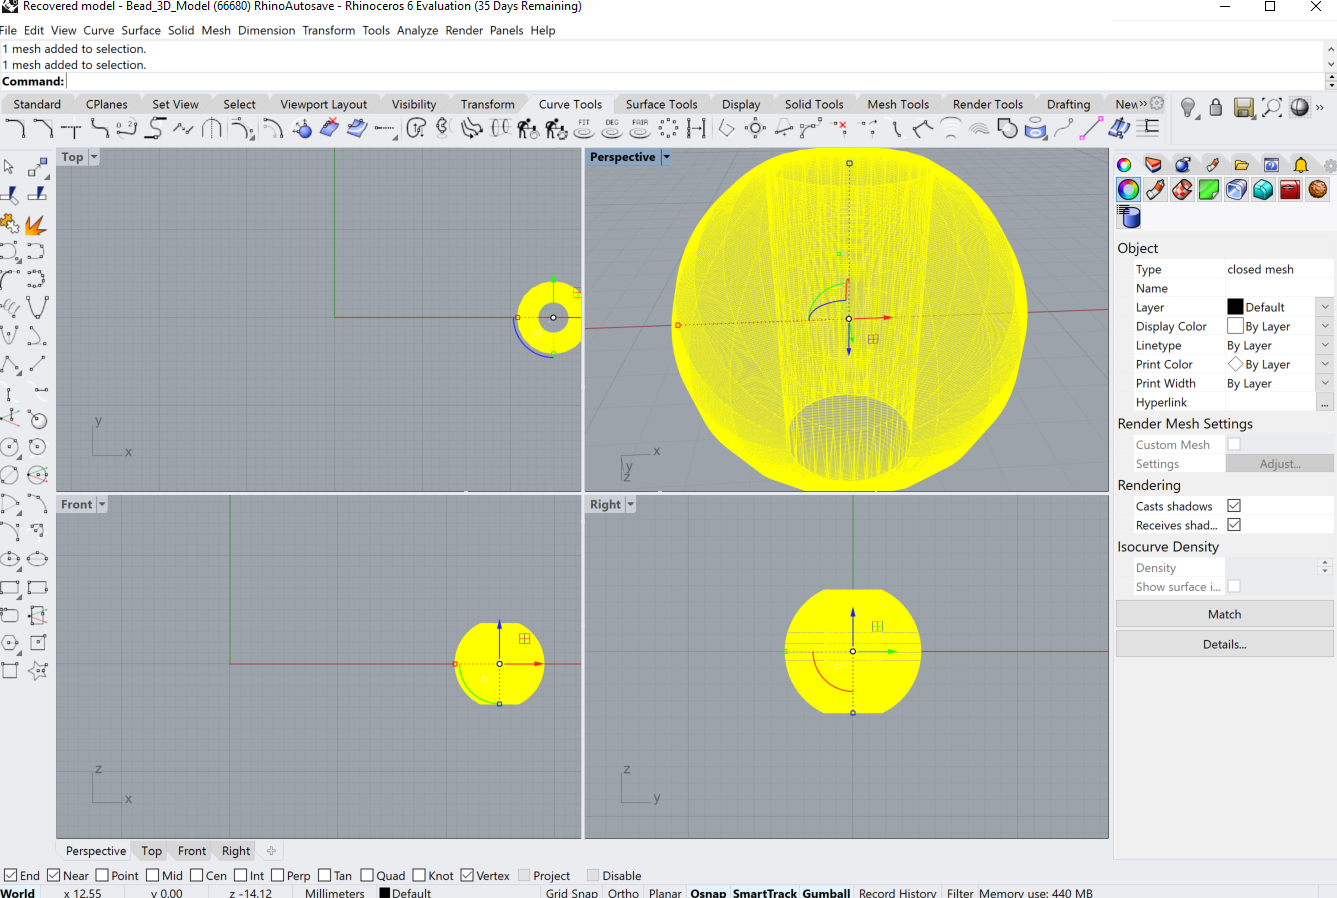 Recovered model - Bead_3D_Model (66680) RhinoAutosave - Rhinoceros 6 Evaluation (35 Days Remaining)
File Edit View Curve Surface Solid Mesh Dimension Transform Tools Analyze Render Panels Help
1 mesh added to selection.
1 mesh added to selection.
Command:
Standard CPlanes Set View Select Viewport Layout Visibility Transform Curve Tools Surface Tools Display Solid Tools Mesh Tools Render Tools Drafting New
FIT DEG FAIR
Top
Perspective
y
x
x
y
z
Front
Right
z
x
z
y
Object
Type closed mesh
Name
Layer Default
Display Color By Layer
Linetype By Layer
Print Color By Layer
Print Width By Layer
Hyperlink ...
Render Mesh Settings
Custom Mesh
Settings Adjust...
Rendering
Casts shadows
Receives shad...
Isocurve Density
Density
Show surface i...
Match
Details...
Perspective Top Front Right
End Near Point Mid Cen Int Perp Tan Quad Knot Vertex Project Disable
World x 12.55 y 0.00 z -14.12 Millimeters Default Grid Snap Ortho Planar Osnap SmartTrack Gumball Record History Filter Memory use: 440 MB